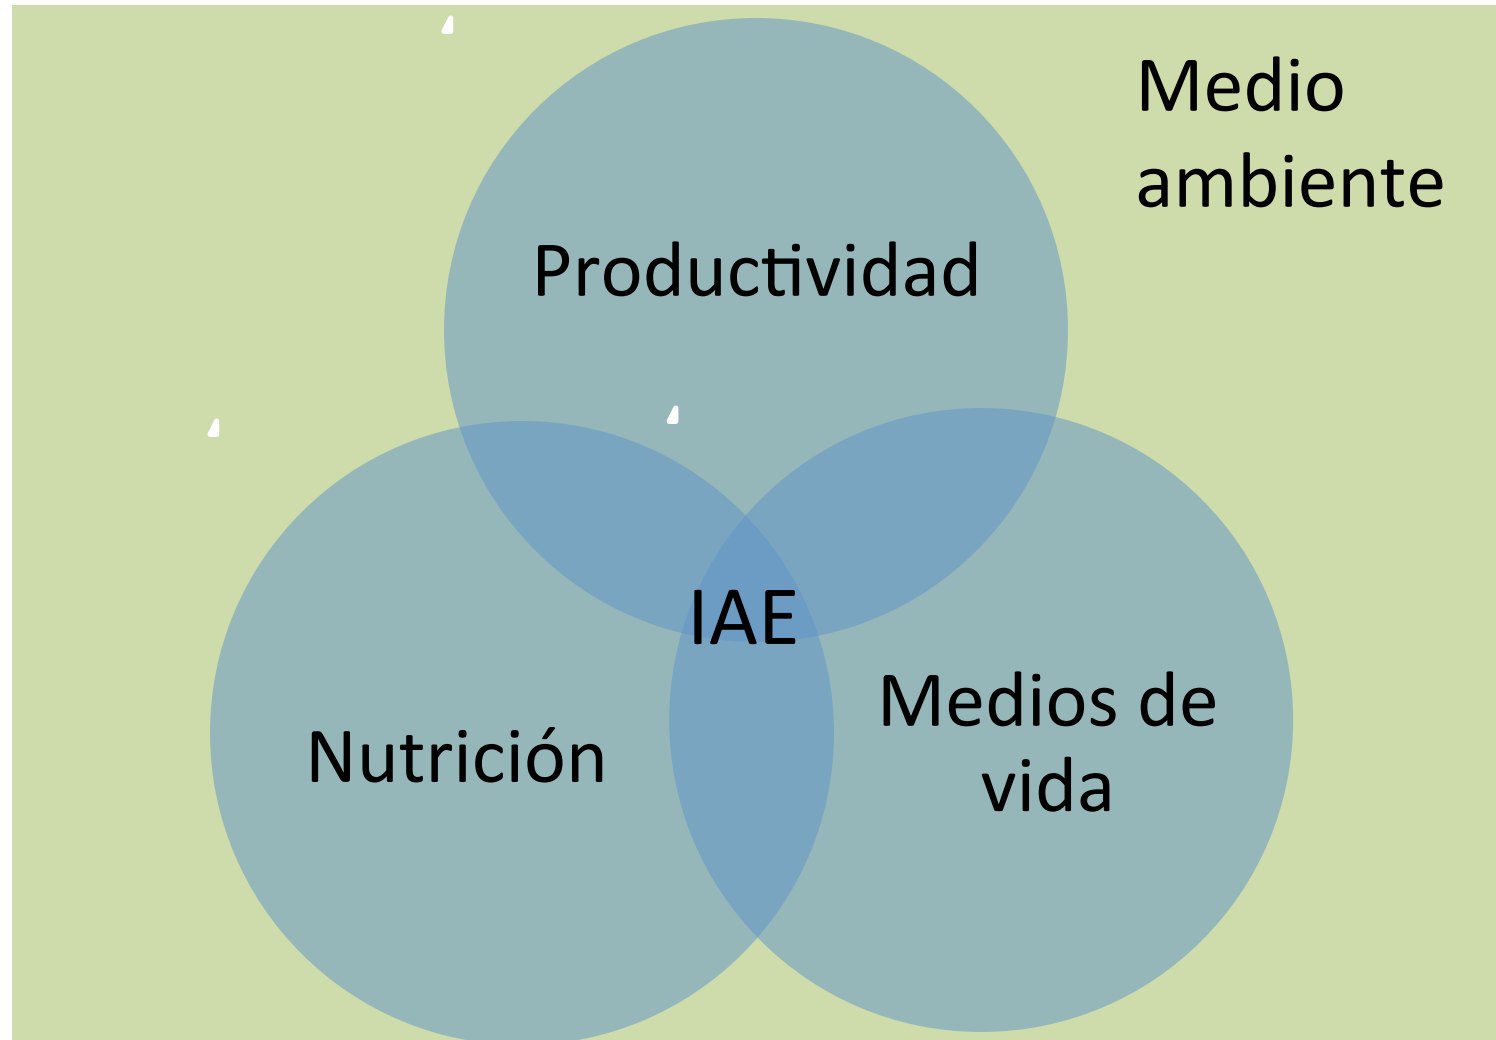 Medio
ambiente
Productividad
IAE
Nutrición
Medios de
vida